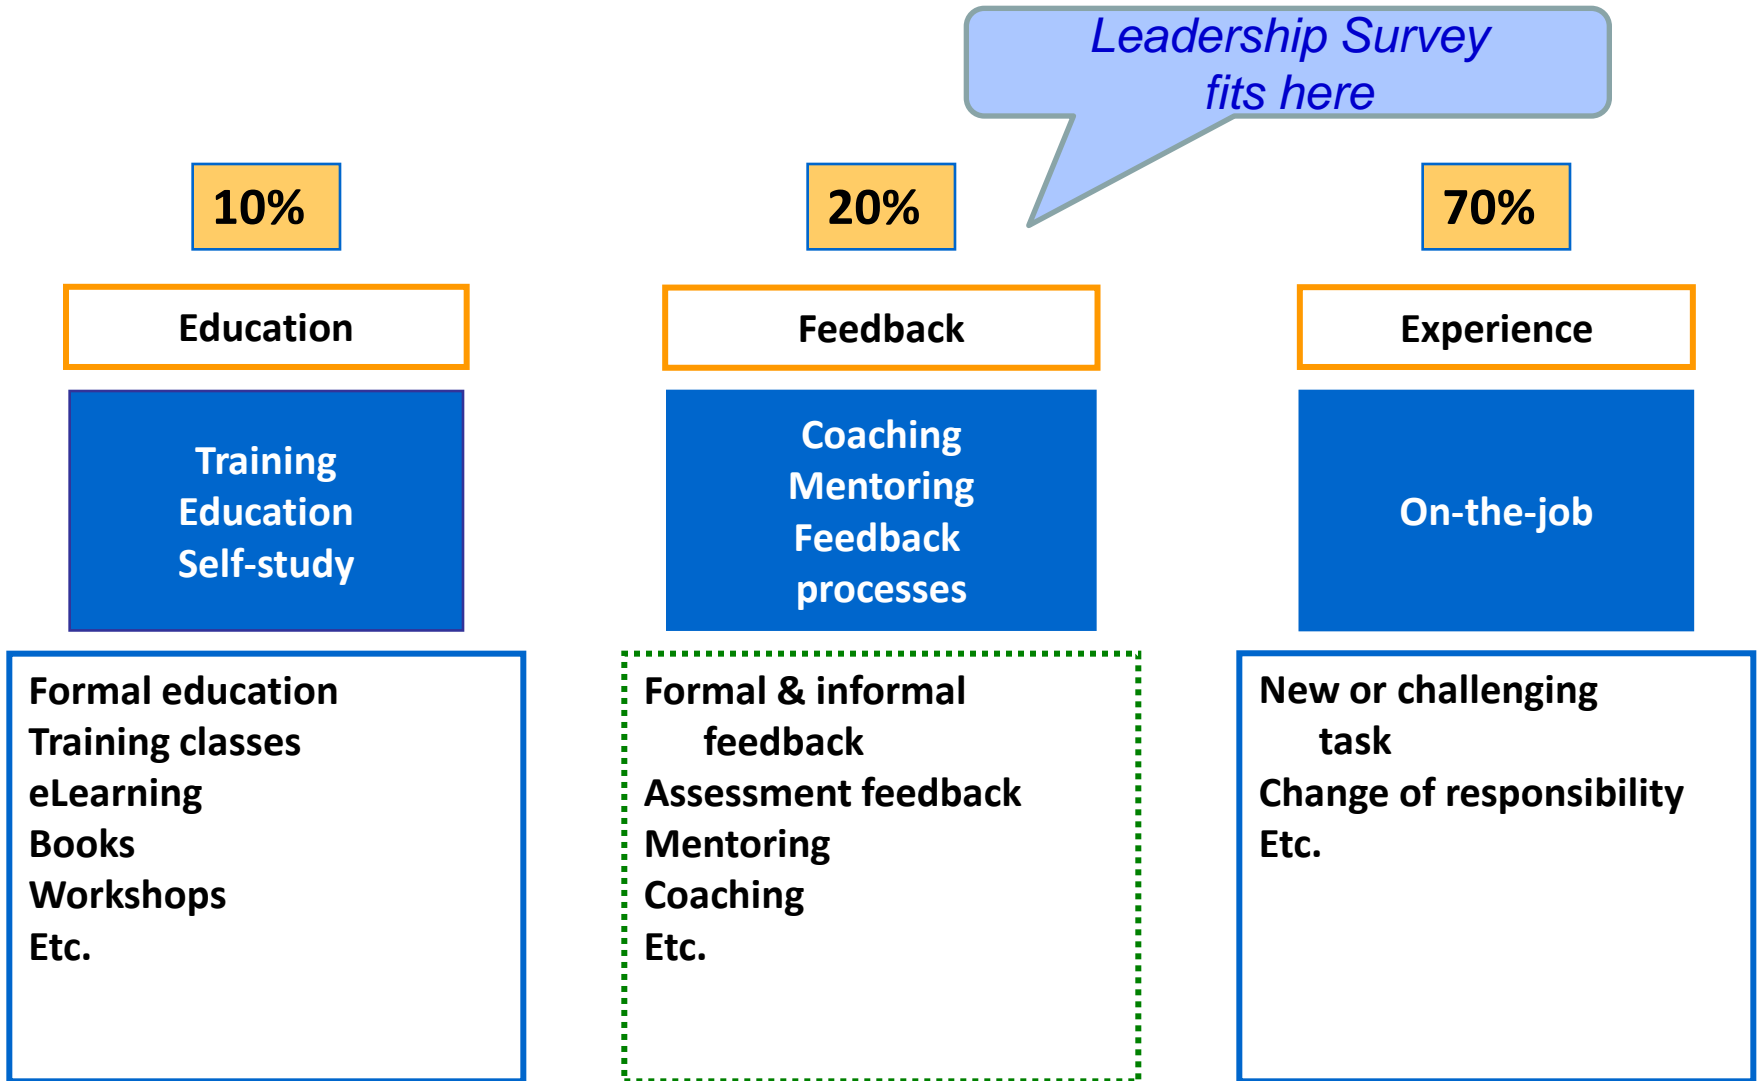 Leadership Survey
fits here
10%
20%
70%
Education
Feedback
Experience
Training
Education
Self-study
Coaching
Mentoring
Feedback
processes
On-the-job
Formal education
Training classes
eLearning
Books
Workshops
Etc.
Formal & informal
feedback
Assessment feedback
Mentoring
Coaching
Etc.
New or challenging
task
Change of responsibility
Etc.